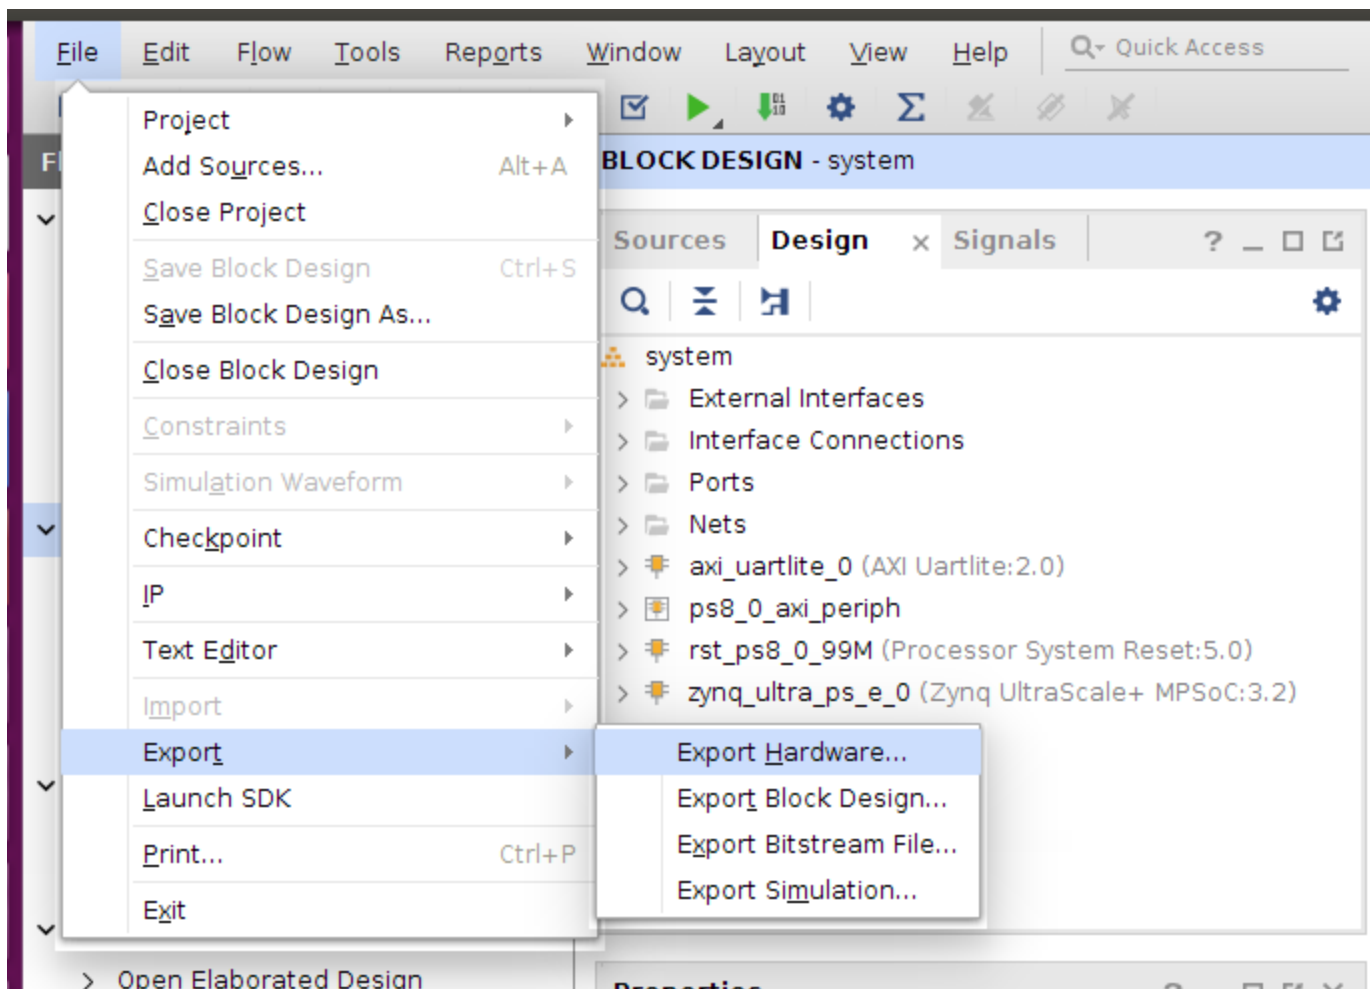 File Edit Flow Tools Reports Window Layout View Help Quick Access
Project
Add Sources... Alt+A
Close Project
Save Block Design Ctrl+S
Save Block Design As...
Close Block Design
Constraints
Simulation Waveform
Checkpoint
IP
Text Editor
Import
Export
Launch SDK
Print... Ctrl+P
Exit
Export Hardware...
Export Block Design...
Export Bitstream File...
Export Simulation...
BLOCK DESIGN - system
Sources Design Signals
system
External Interfaces
Interface Connections
Ports
Nets
axi_uartlite_0 (AXI Uartlite:2.0)
ps8_0_axi_periph
rst_ps8_0_99M (Processor System Reset:5.0)
zynq_ultra_ps_e_0 (Zynq UltraScale+ MPSoC:3.2)
Open Elaborated Design
Properties